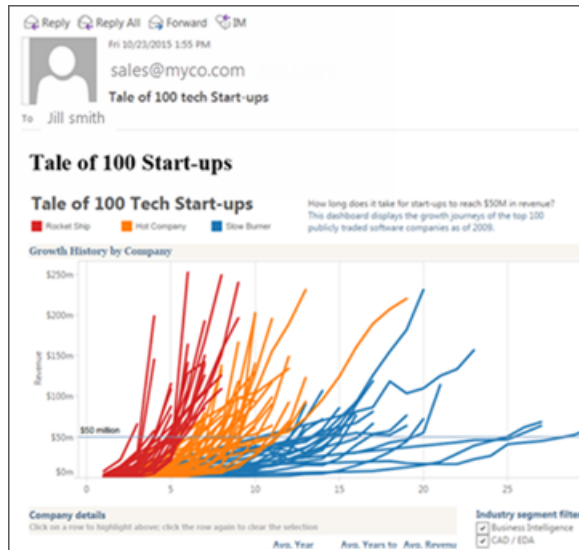 Reply Reply All Forward IM
Fri 10/23/2015 1:55 PM
sales@myco.com
Tale of 100 tech Start-ups
To Jill smith
Tale of 100 Start-ups
Tale of 100 Tech Start-ups
Rocket Ship Hot Company Slow Burner
How long does it take for start-ups to reach $50M in revenue?
This dashboard displays the growth journeys of the top 100
publicly traded software companies as of 2009.
Growth History by Company
Revenue
$250m
$200m
$150m
$100m
$50 million
$50m
$0m
0 5 10 15 20 25
Company details
Click on a row to highlight above; click the row again to clear the selection
Avg. Year Avg. Years to Avg. Revenu
Industry segment filter
Business Intelligence
CAD / EDA